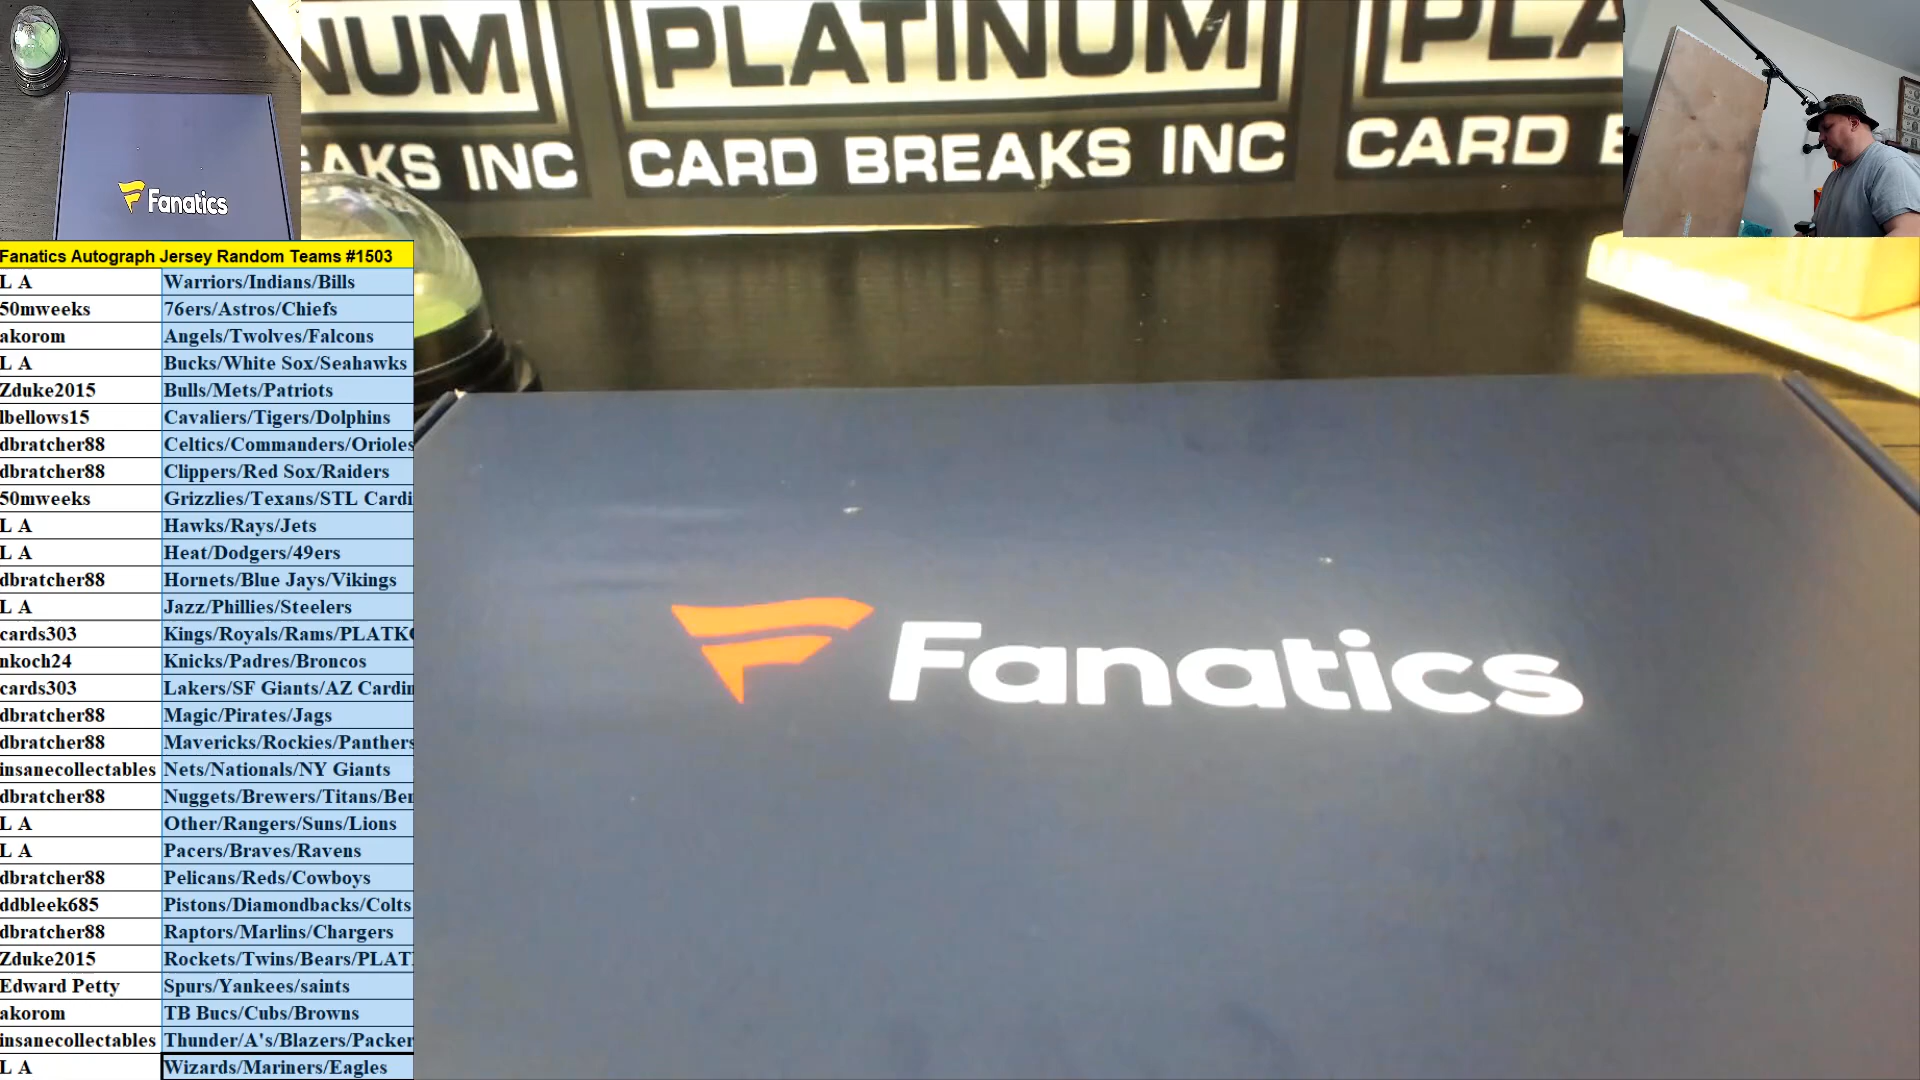 NUM PLATINUM PLA
AKS INC CARD BREAKS INC CARD B
Fanatics
Fanatics
Fanatics Autograph Jersey Random Teams #1503
L A Warriors/Indians/Bills
50mweeks 76ers/Astros/Chiefs
akorom Angels/Twolves/Falcons
L A Bucks/White Sox/Seahawks
Zduke2015 Bulls/Mets/Patriots
lbellows15 Cavaliers/Tigers/Dolphins
dbratcher88 Celtics/Commanders/Orioles
dbratcher88 Clippers/Red Sox/Raiders
50mweeks Grizzlies/Texans/STL Cardi
L A Hawks/Rays/Jets
L A Heat/Dodgers/49ers
dbratcher88 Hornets/Blue Jays/Vikings
L A Jazz/Phillies/Steelers
cards303 Kings/Royals/Rams/PLATK
nkoch24 Knicks/Padres/Broncos
cards303 Lakers/SF Giants/AZ Cardin
dbratcher88 Magic/Pirates/Jags
dbratcher88 Mavericks/Rockies/Panthers
insanecollectables Nets/Nationals/NY Giants
dbratcher88 Nuggets/Brewers/Titans/Ben
L A Other/Rangers/Suns/Lions
L A Pacers/Braves/Ravens
dbratcher88 Pelicans/Reds/Cowboys
ddbleek685 Pistons/Diamondbacks/Colts
dbratcher88 Raptors/Marlins/Chargers
Zduke2015 Rockets/Twins/Bears/PLAT
Edward Petty Spurs/Yankees/saints
akorom TB Bucs/Cubs/Browns
insanecollectables Thunder/A's/Blazers/Packer
L A Wizards/Mariners/Eagles